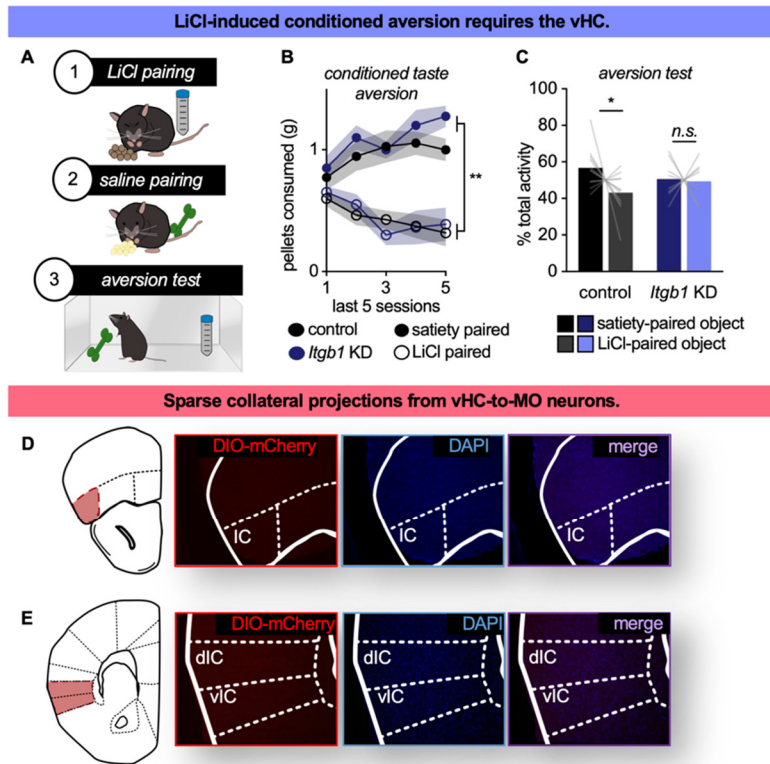 LiCl-induced conditioned aversion requires the vHC.
A
1
LiCl pairing
2
saline pairing
3
aversion test
B
conditioned taste
aversion
pellets consumed (g)
1
0
**
1
3
5
last 5 sessions
control
satiety paired
Itgb1 KD
LiCl paired
C
aversion test
% total activity
100
80
60
40
20
0
*
n.s.
control
Itgb1 KD
satiety-paired object
LiCl-paired object
Sparse collateral projections from vHC-to-MO neurons.
D
DIO-mCherry
DAPI
merge
IC
IC
IC
E
DIO-mCherry
DAPI
merge
dIC
dIC
dIC
vIC
vIC
vIC